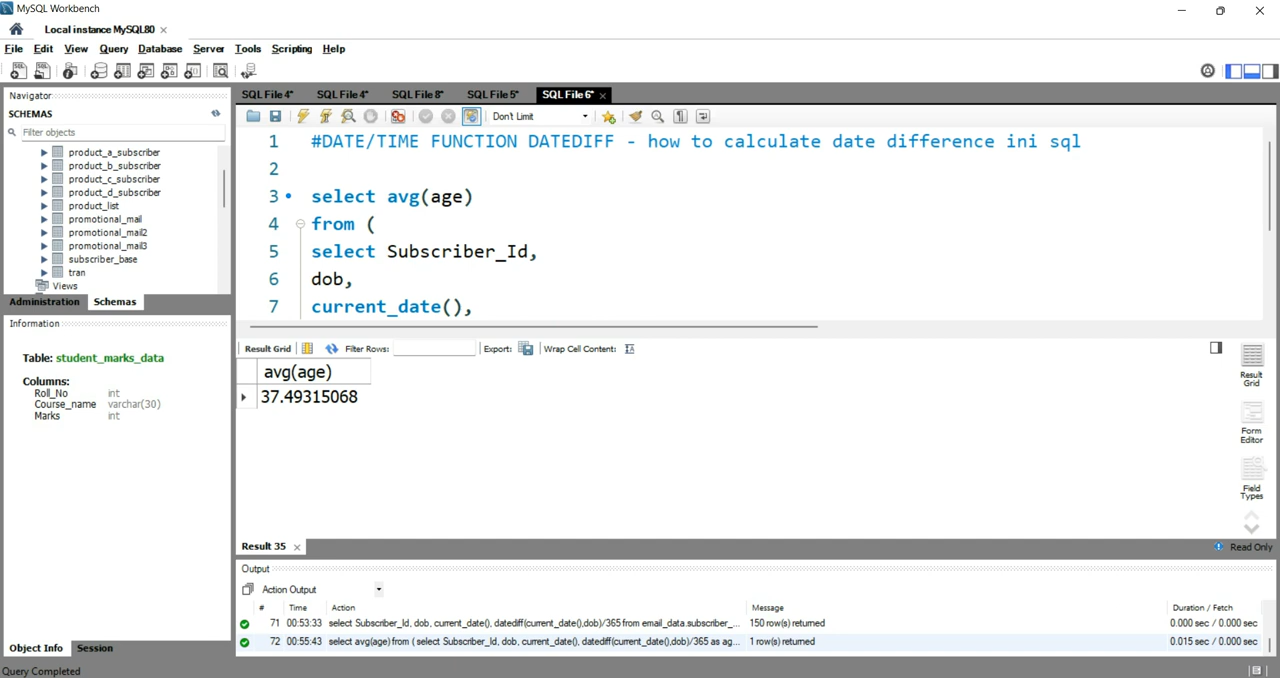 MySQL Workbench
Local instance MySQL80
File Edit View Query Database Server Tools Scripting Help
Navigator
SCHEMAS
Filter objects
product_a_subscriber
product_b_subscriber
product_c_subscriber
product_d_subscriber
product_list
promotional_mail
promotional_mail2
promotional_mail3
subscriber_base
tran
Views
Administration Schemas
Information
Table: student_marks_data
Columns:
Roll_No int
Course_name varchar(30)
Marks int
Object Info Session
Query Completed
SQL File 4* SQL File 4* SQL File 8* SQL File 5* SQL File 6*
Don't Limit
1 #DATE/TIME FUNCTION DATEDIFF - how to calculate date difference ini sql
2
3 select avg(age)
4 from (
5 select Subscriber_Id,
6 dob,
7 current_date(),
Result Grid Filter Rows: Export: Wrap Cell Content:
avg(age)
37.49315068
Result Grid
Form Editor
Field Types
Result 35
Read Only
Output
Action Output
# Time Action Message Duration / Fetch
71 00:53:33 select Subscriber_Id, dob, current_date(), datediff(current_date(),dob)/365 from email_data.subscriber_... 150 row(s) returned 0.000 sec / 0.000 sec
72 00:55:43 select avg(age) from ( select Subscriber_Id, dob, current_date(), datediff(current_date(),dob)/365 as ag... 1 row(s) returned 0.015 sec / 0.000 sec